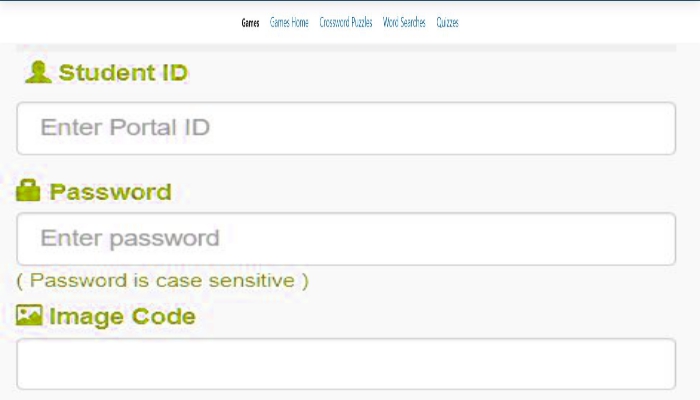 Games Games Home Crossword Puzzles Word Searches Quizzes
Student ID
Enter Portal ID
Password
Enter password
( Password is case sensitive )
Image Code